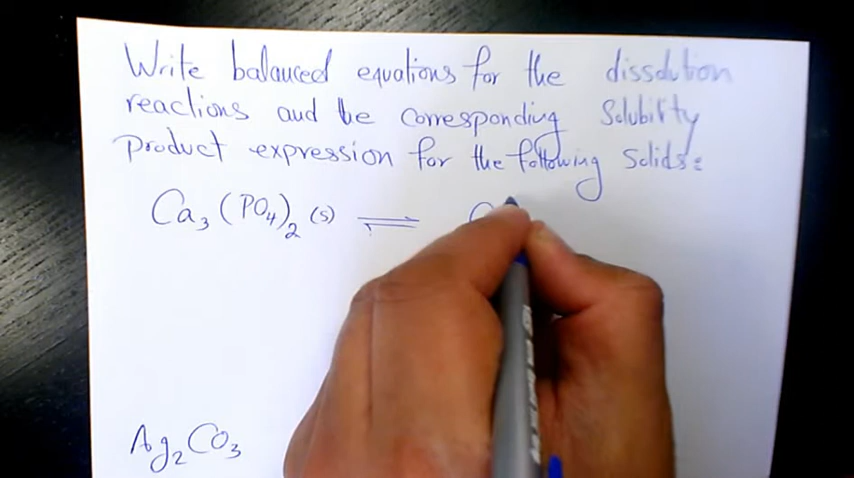 Write balanced equations for the dissolution
reactions and the corresponding Solubility
Product expression for the following Solids:
Ca₃(PO₄)₂ (s) ⇌ C
Ag₂CO₃